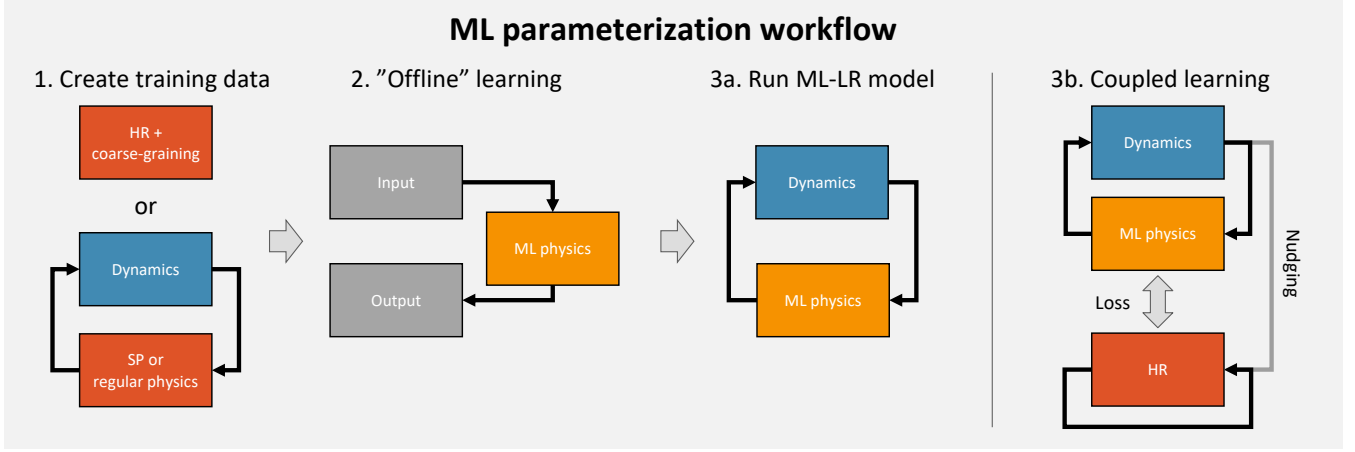 ML parameterization workflow
1. Create training data
HR +
coarse-graining
or
Dynamics
SP or
regular physics
2. ”Offline” learning
Input
ML physics
Output
3a. Run ML-LR model
Dynamics
ML physics
3b. Coupled learning
Dynamics
ML physics
Nudging
Loss
HR